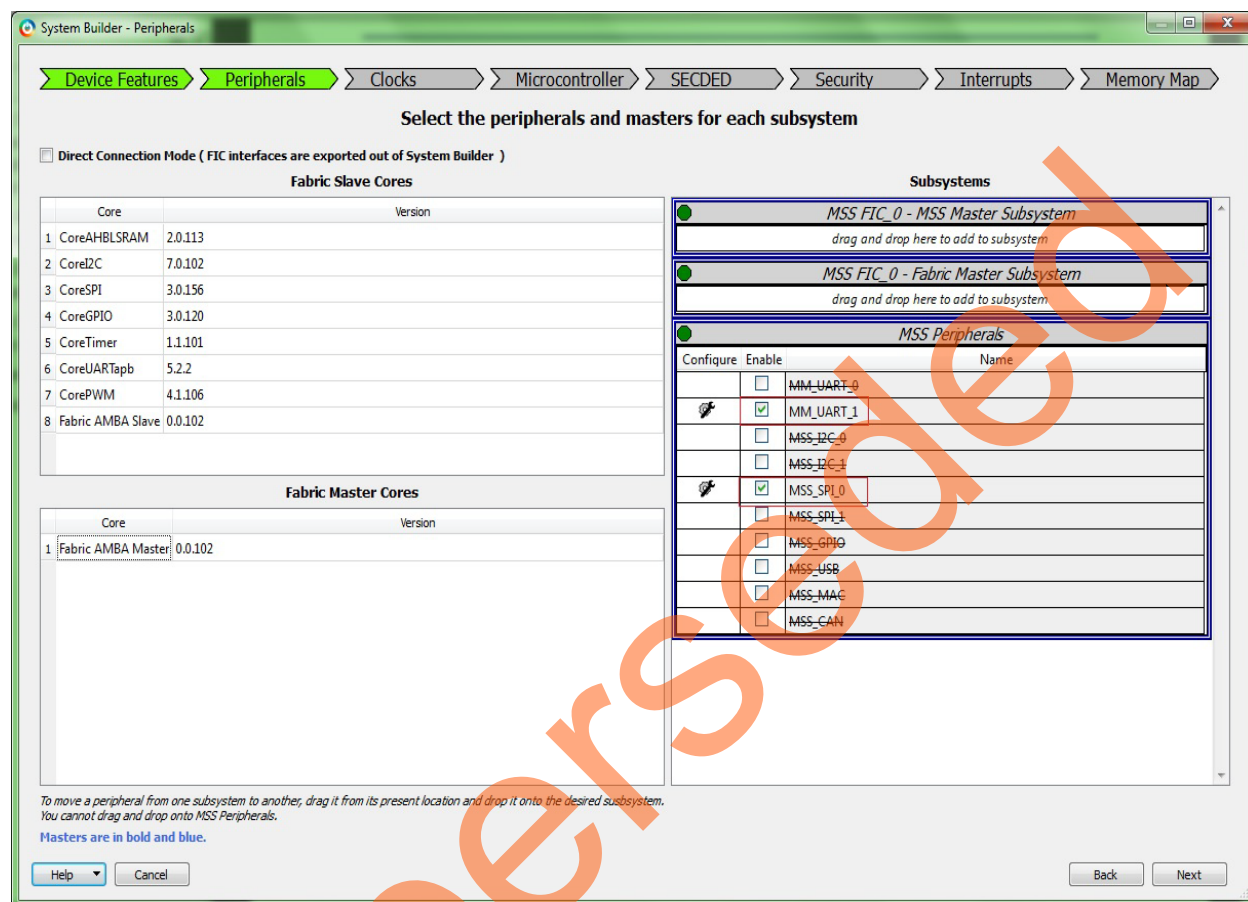 System Builder - Peripherals
Device Features
Peripherals
Clocks
Microcontroller
SECDED
Security
Interrupts
Memory Map
Select the peripherals and masters for each subsystem
Direct Connection Mode ( FIC interfaces are exported out of System Builder )
Fabric Slave Cores
Core Version
1 CoreAHBLSRAM 2.0.113
2 CoreI2C 7.0.102
3 CoreSPI 3.0.156
4 CoreGPIO 3.0.120
5 CoreTimer 1.1.101
6 CoreUARTapb 5.2.2
7 CorePWM 4.1.106
8 Fabric AMBA Slave 0.0.102
Fabric Master Cores
Core Version
1 Fabric AMBA Master 0.0.102
Subsystems
MSS FIC_0 - MSS Master Subsystem
drag and drop here to add to subsystem
MSS FIC_0 - Fabric Master Subsystem
drag and drop here to add to subsystem
MSS Peripherals
Configure Enable Name
MM_UART_0
MM_UART_1
MSS_I2C_0
MSS_I2C_1
MSS_SPI_0
MSS_SPI_1
MSS_GPIO
MSS_USB
MSS_MAC
MSS_CAN
To move a peripheral from one subsystem to another, drag it from its present location and drop it onto the desired susbsystem.
You cannot drag and drop onto MSS Peripherals.
Masters are in bold and blue.
Help Cancel Back Next
perseded